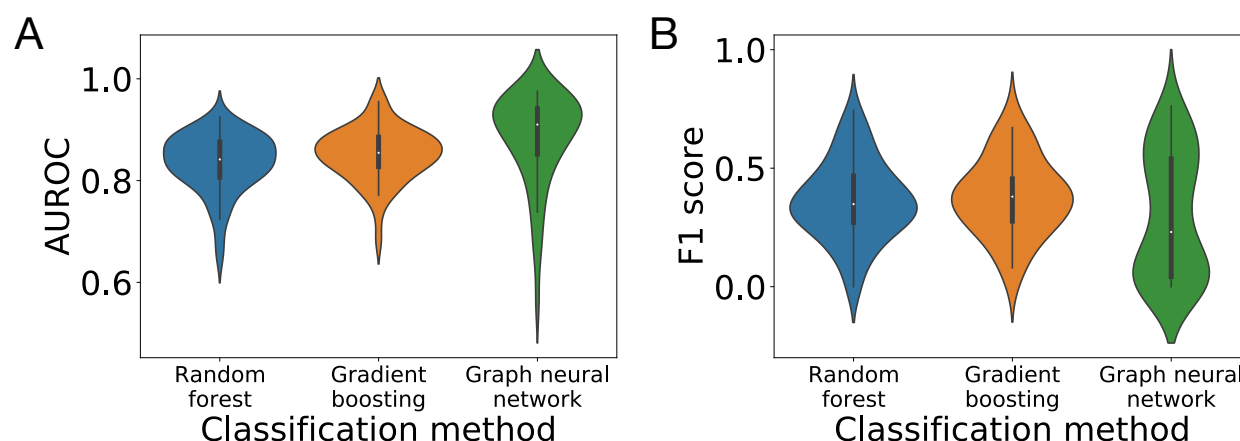 A
AUROC
1.0
0.8
0.6
Random
forest
Gradient
boosting
Graph neural
network
Classification method
B
F1 score
1.0
0.5
0.0
Random
forest
Gradient
boosting
Graph neural
network
Classification method